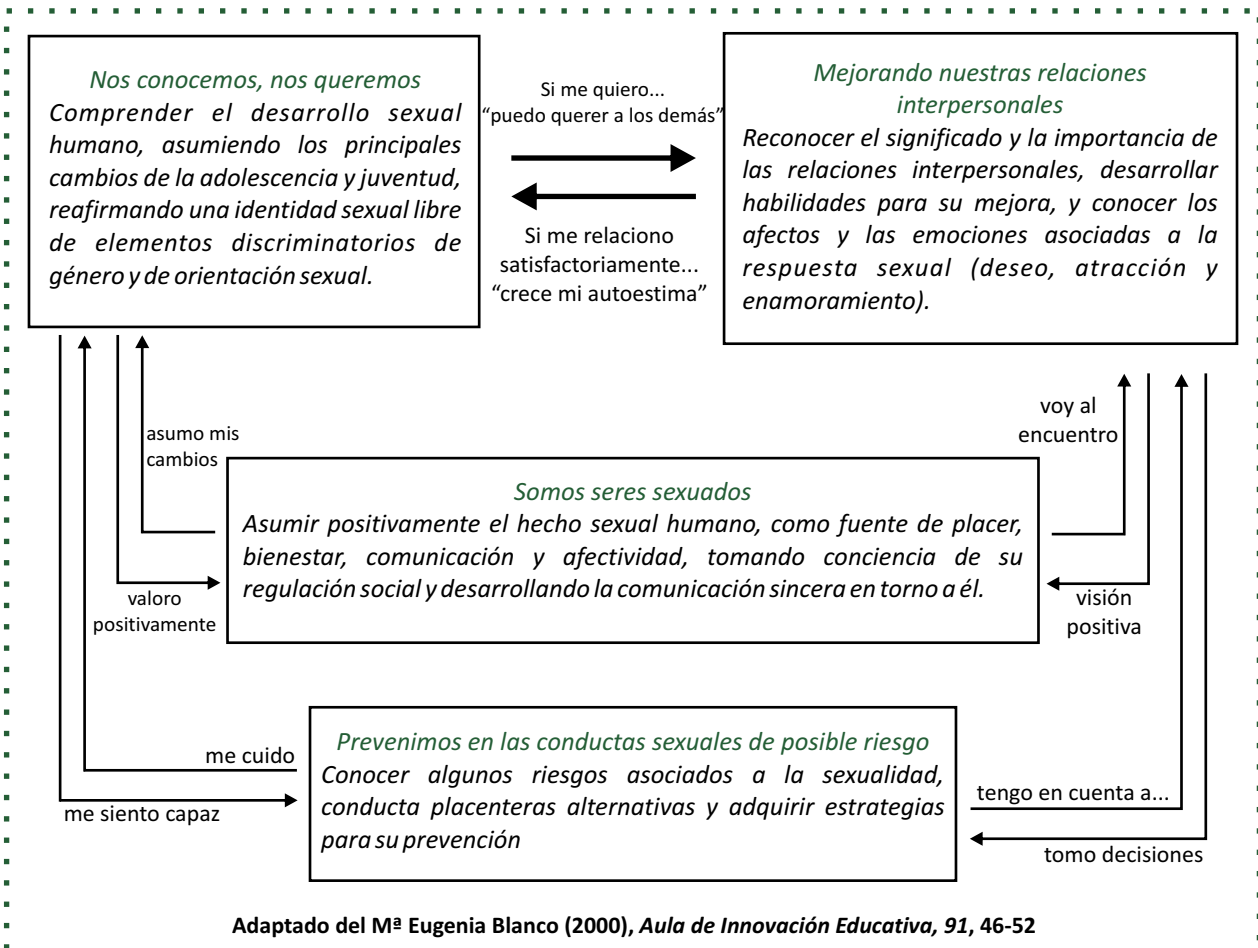 Nos conocemos, nos queremos
Comprender el desarrollo sexual
humano, asumiendo los principales
cambios de la adolescencia y juventud,
reafirmando una identidad sexual libre
de elementos discriminatorios de
género y de orientación sexual.
Si me quiero...
“puedo querer a los demás”
Si me relaciono
satisfactoriamente...
“crece mi autoestima”
Mejorando nuestras relaciones
interpersonales
Reconocer el significado y la importancia de
las relaciones interpersonales, desarrollar
habilidades para su mejora, y conocer los
afectos y las emociones asociadas a la
respuesta sexual (deseo, atracción y
enamoramiento).
asumo mis
cambios
voy al
encuentro
Somos seres sexuados
Asumir positivamente el hecho sexual humano, como fuente de placer,
bienestar, comunicación y afectividad, tomando conciencia de su
regulación social y desarrollando la comunicación sincera en torno a él.
valoro
positivamente
visión
positiva
Prevenimos en las conductas sexuales de posible riesgo
Conocer algunos riesgos asociados a la sexualidad,
conducta placenteras alternativas y adquirir estrategias
para su prevención
me cuido
me siento capaz
tengo en cuenta a...
tomo decisiones
Adaptado del Mª Eugenia Blanco (2000), Aula de Innovación Educativa, 91, 46-52